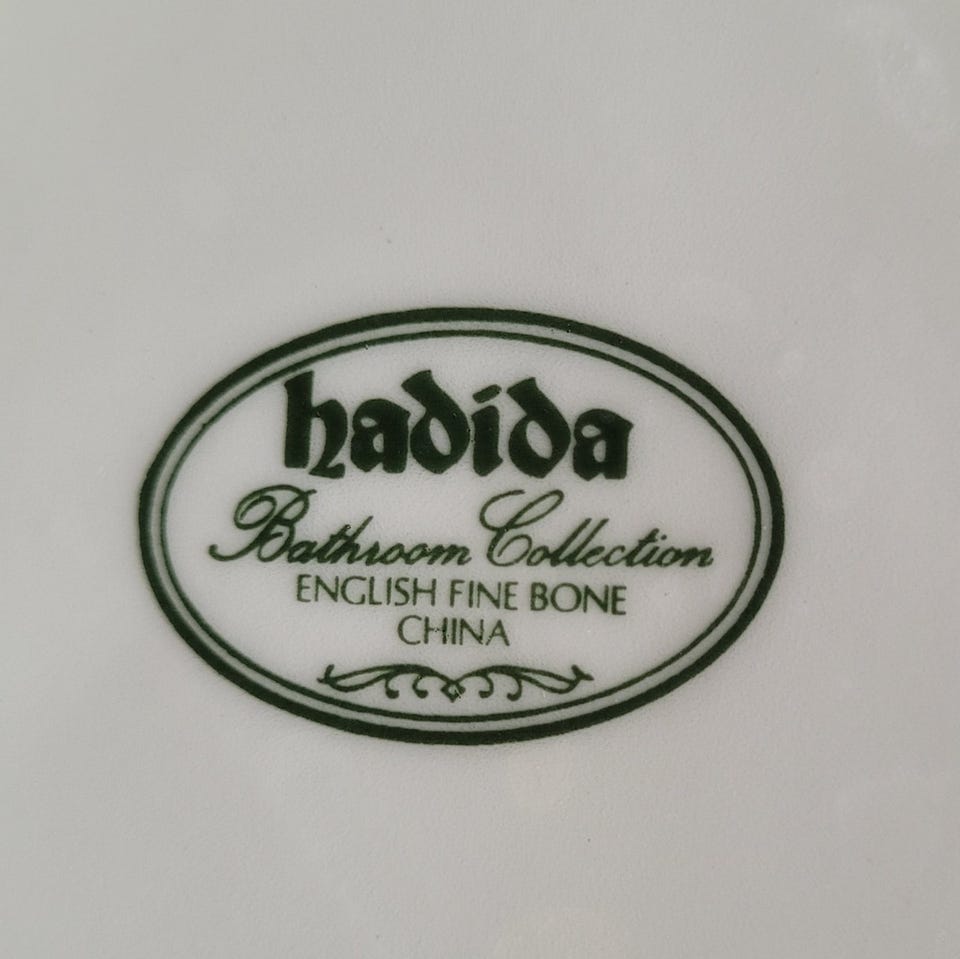 hadida
Bathroom Collection
ENGLISH FINE BONE
CHINA